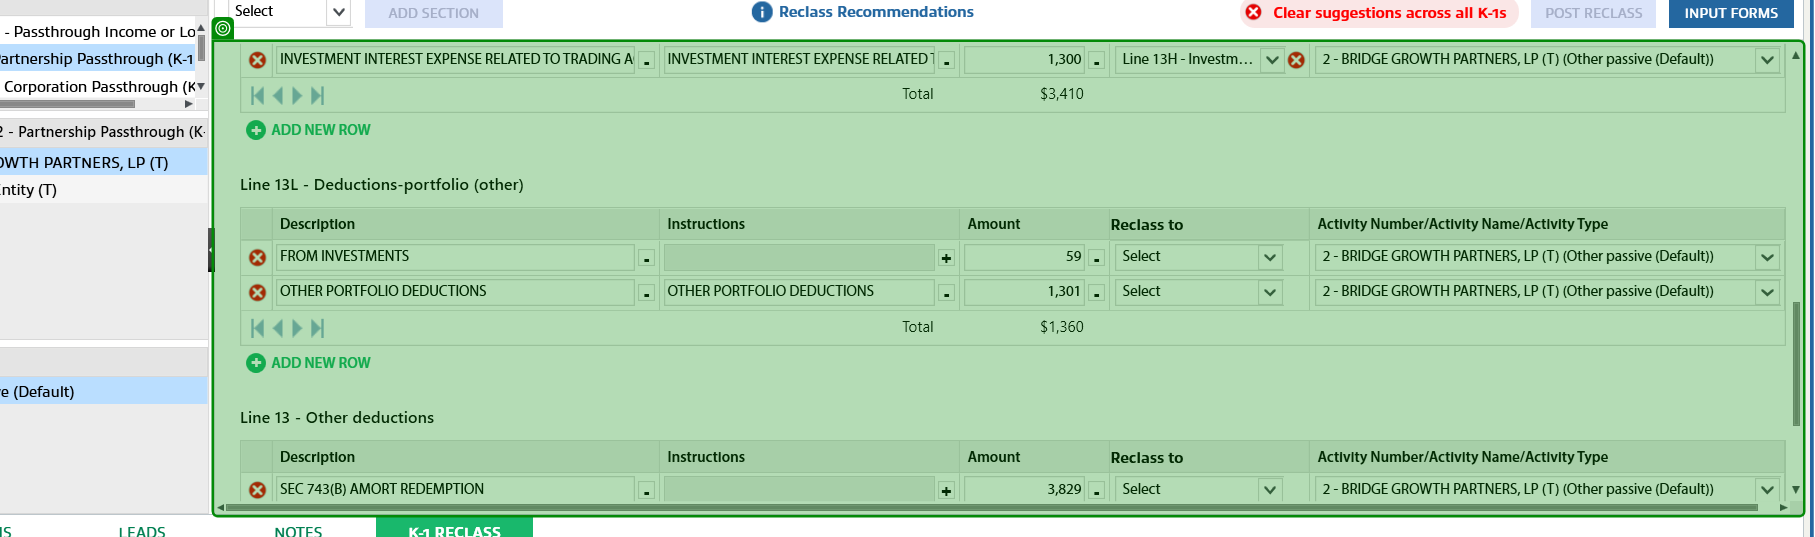 Select
ADD SECTION
Reclass Recommendations
Clear suggestions across all K-1s
POST RECLASS
INPUT FORMS
- Passthrough Income or Lo
artnership Passthrough (K-1
Corporation Passthrough (K
2 - Partnership Passthrough (K-
OWTH PARTNERS, LP (T)
ntity (T)
e (Default)
INVESTMENT INTEREST EXPENSE RELATED TO TRADING A - INVESTMENT INTEREST EXPENSE RELATED T - 1,300 - Line 13H - Investm... 2 - BRIDGE GROWTH PARTNERS, LP (T) (Other passive (Default))
Total $3,410
+ ADD NEW ROW
Line 13L - Deductions-portfolio (other)
Description Instructions Amount Reclass to Activity Number/Activity Name/Activity Type
FROM INVESTMENTS - + 59 - Select 2 - BRIDGE GROWTH PARTNERS, LP (T) (Other passive (Default))
OTHER PORTFOLIO DEDUCTIONS - OTHER PORTFOLIO DEDUCTIONS - 1,301 - Select 2 - BRIDGE GROWTH PARTNERS, LP (T) (Other passive (Default))
Total $1,360
+ ADD NEW ROW
Line 13 - Other deductions
Description Instructions Amount Reclass to Activity Number/Activity Name/Activity Type
SEC 743(B) AMORT REDEMPTION - + 3,829 - Select 2 - BRIDGE GROWTH PARTNERS, LP (T) (Other passive (Default))
IS LEADS NOTES K-1 RECLASS